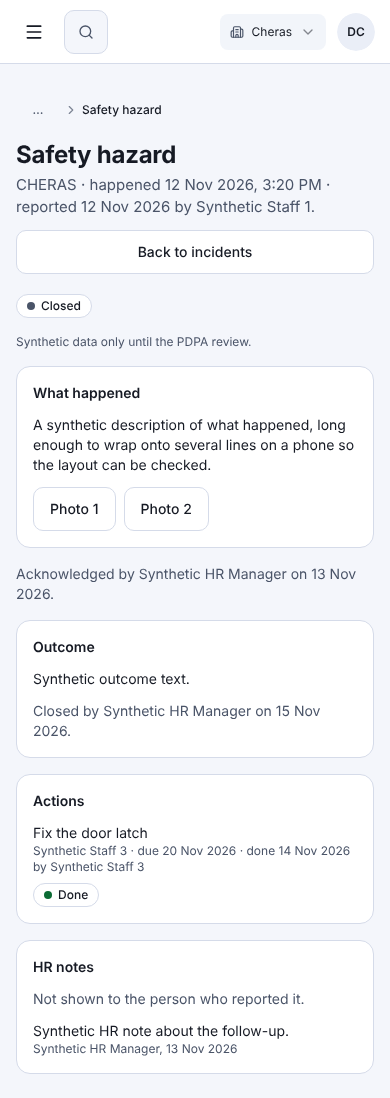 Cheras
DC
...
Safety hazard
Safety hazard
CHERAS · happened 12 Nov 2026, 3:20 PM ·
reported 12 Nov 2026 by Synthetic Staff 1.
Back to incidents
Closed
Synthetic data only until the PDPA review.
What happened
A synthetic description of what happened, long
enough to wrap onto several lines on a phone so
the layout can be checked.
Photo 1
Photo 2
Acknowledged by Synthetic HR Manager on 13 Nov
2026.
Outcome
Synthetic outcome text.
Closed by Synthetic HR Manager on 15 Nov
2026.
Actions
Fix the door latch
Synthetic Staff 3 · due 20 Nov 2026 · done 14 Nov 2026
by Synthetic Staff 3
Done
HR notes
Not shown to the person who reported it.
Synthetic HR note about the follow-up.
Synthetic HR Manager, 13 Nov 2026